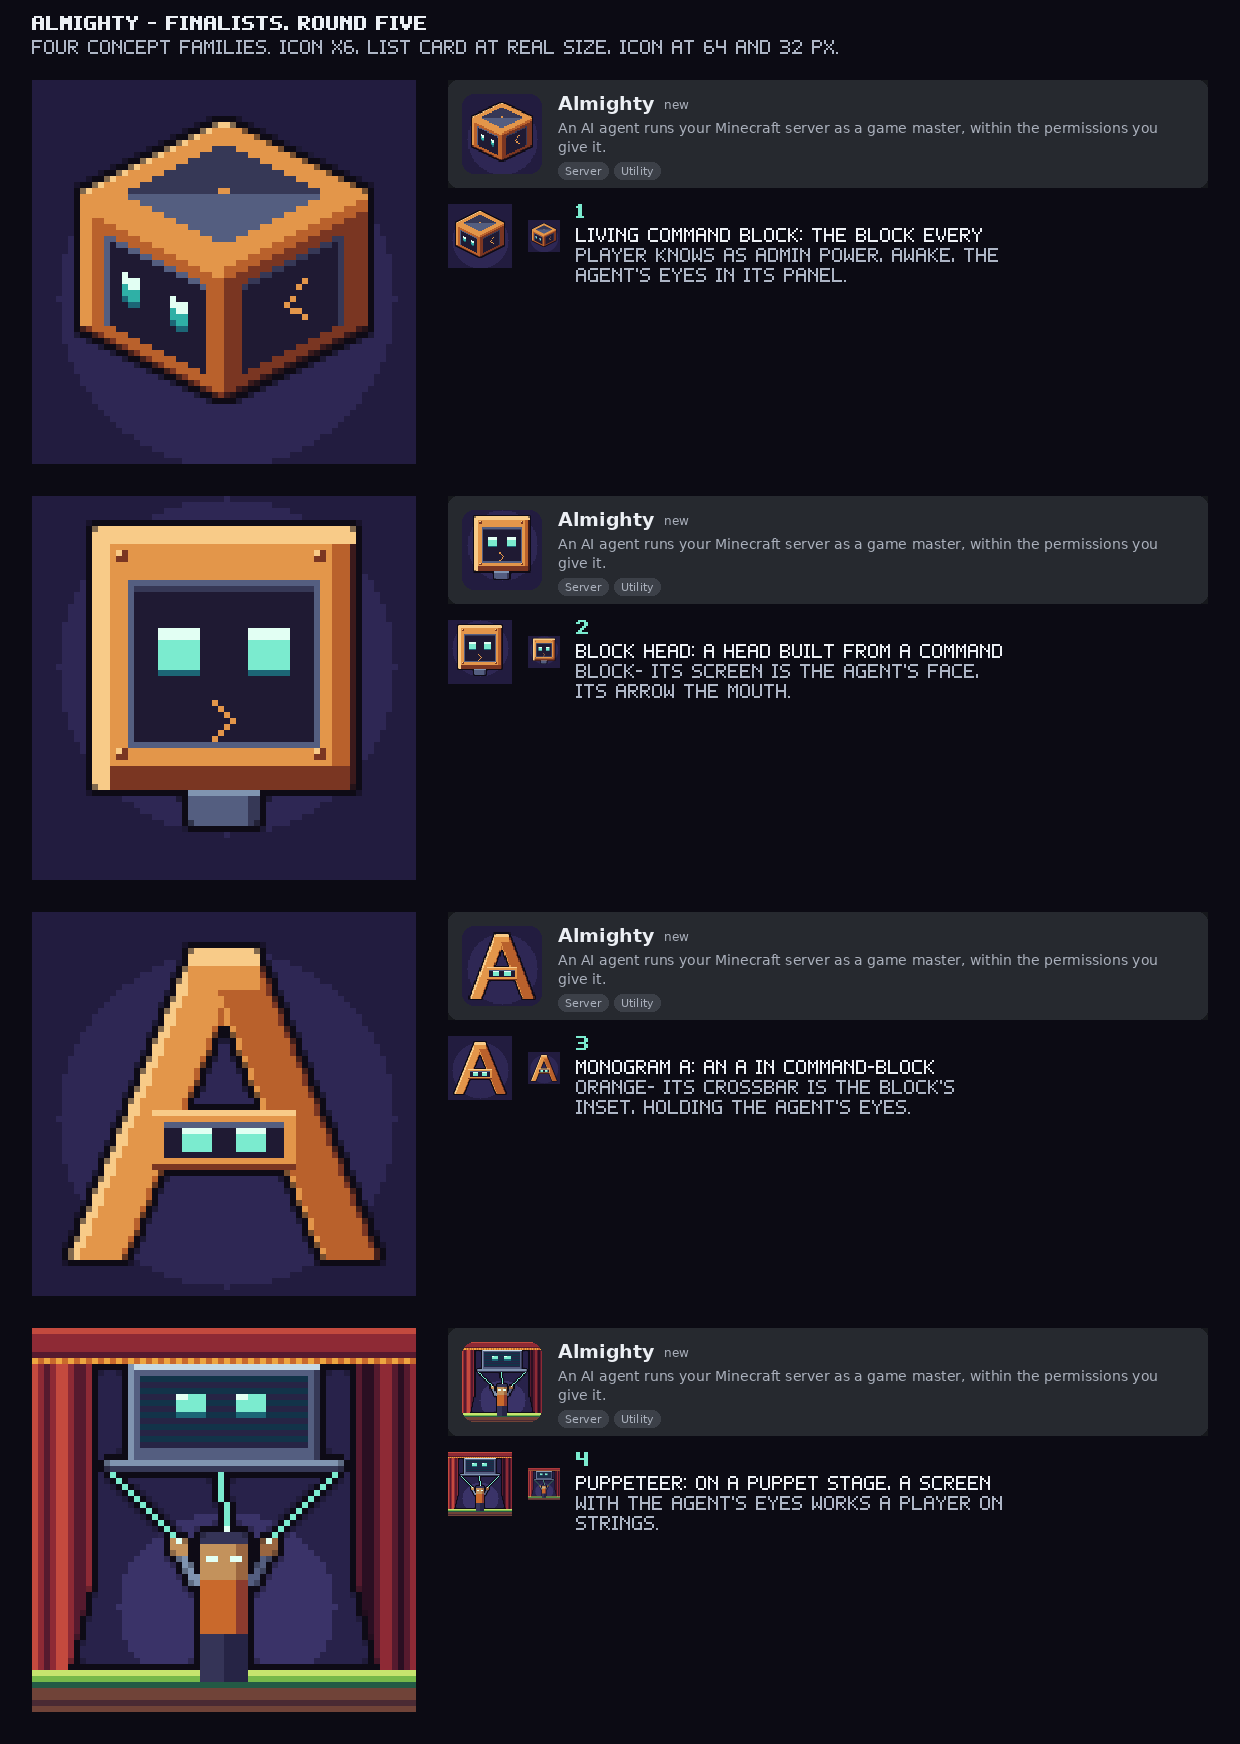 ALMIGHTY - FINALISTS. ROUND FIVE
FOUR CONCEPT FAMILIES. ICON X6. LIST CARD AT REAL SIZE. ICON AT 64 AND 32 PX.
Almighty new
An AI agent runs your Minecraft server as a game master, within the permissions you
give it.
Server Utility
1
LIVING COMMAND BLOCK: THE BLOCK EVERY
PLAYER KNOWS AS ADMIN POWER. AWAKE. THE
AGENT'S EYES IN ITS PANEL.
Almighty new
An AI agent runs your Minecraft server as a game master, within the permissions you
give it.
Server Utility
2
BLOCK HEAD: A HEAD BUILT FROM A COMMAND
BLOCK- ITS SCREEN IS THE AGENT'S FACE.
ITS ARROW THE MOUTH.
Almighty new
An AI agent runs your Minecraft server as a game master, within the permissions you
give it.
Server Utility
3
MONOGRAM A: AN A IN COMMAND-BLOCK
ORANGE- ITS CROSSBAR IS THE BLOCK'S
INSET. HOLDING THE AGENT'S EYES.
Almighty new
An AI agent runs your Minecraft server as a game master, within the permissions you
give it.
Server Utility
4
PUPPETEER: ON A PUPPET STAGE. A SCREEN
WITH THE AGENT'S EYES WORKS A PLAYER ON
STRINGS.